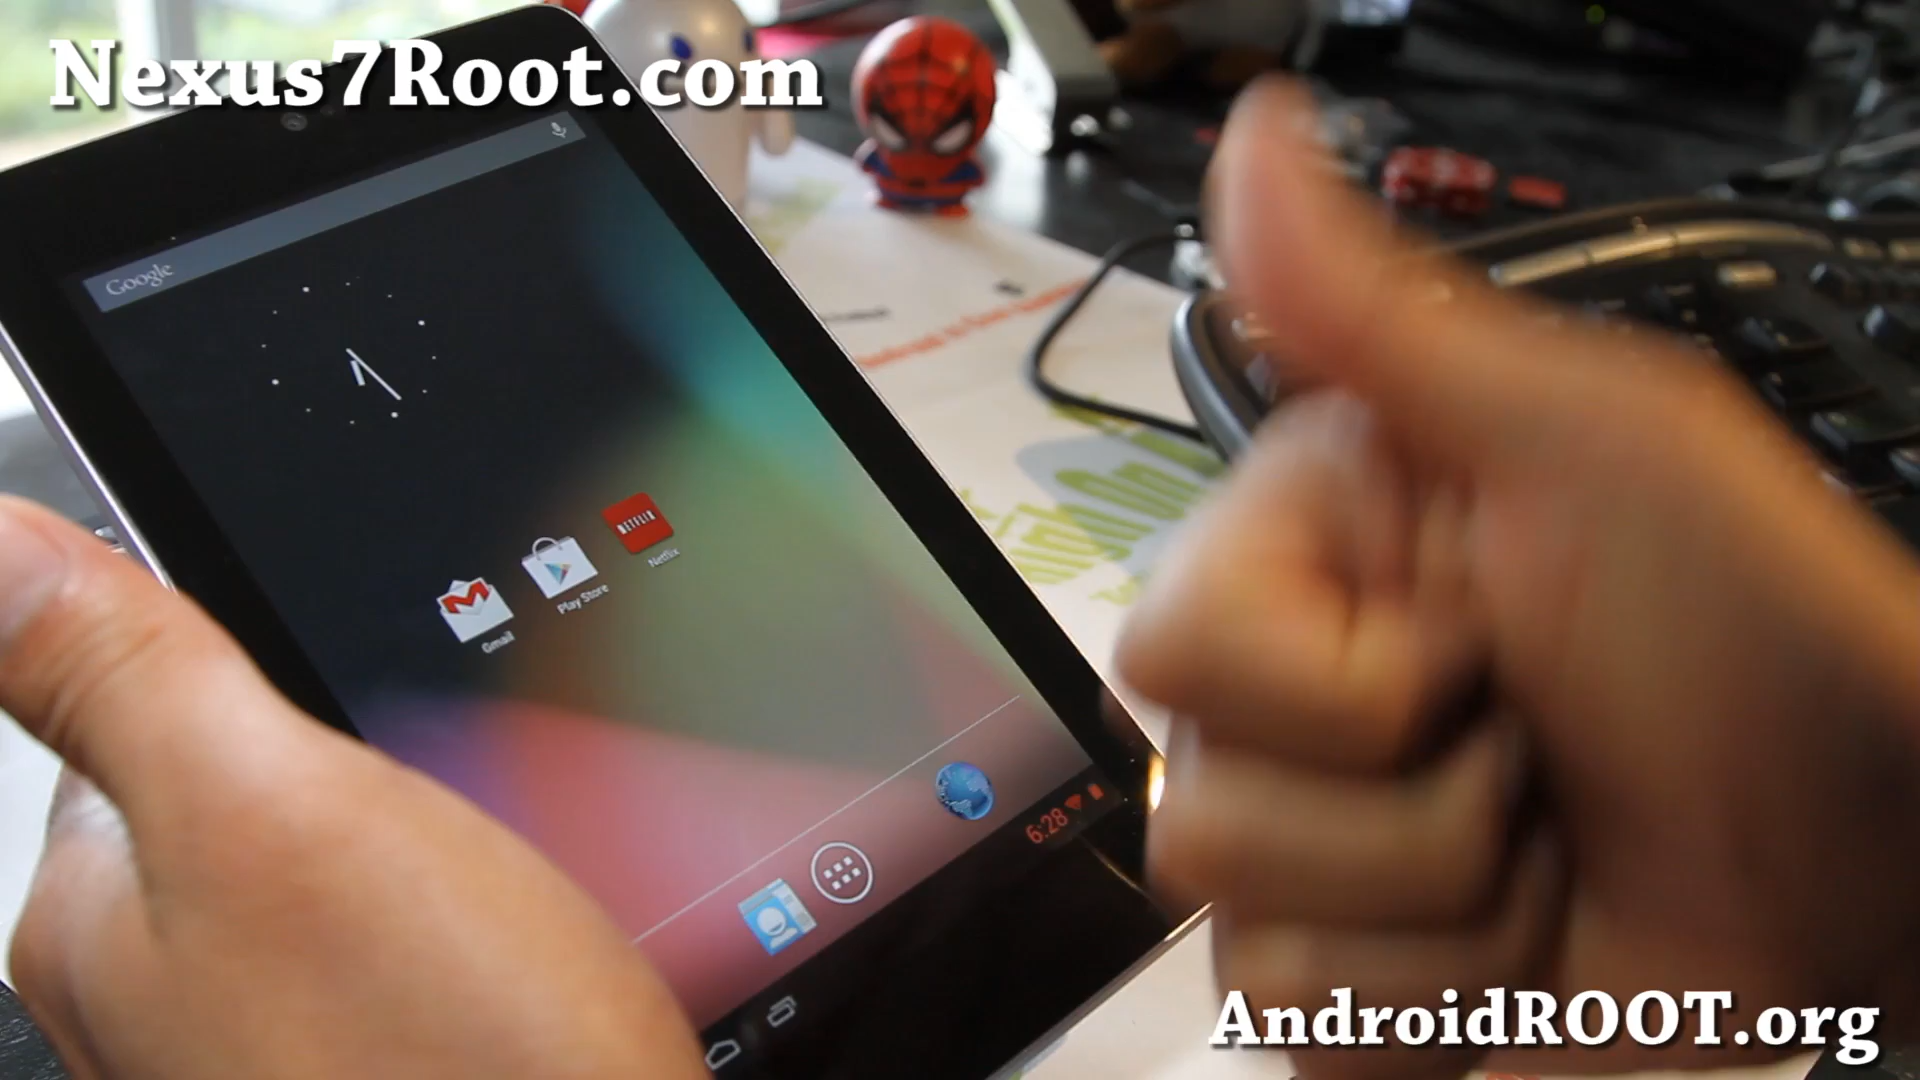 Nexus7Root.com
Google
NETFLIX
Netflix
Play Store
Gmail
6:28
AndroidROOT.org